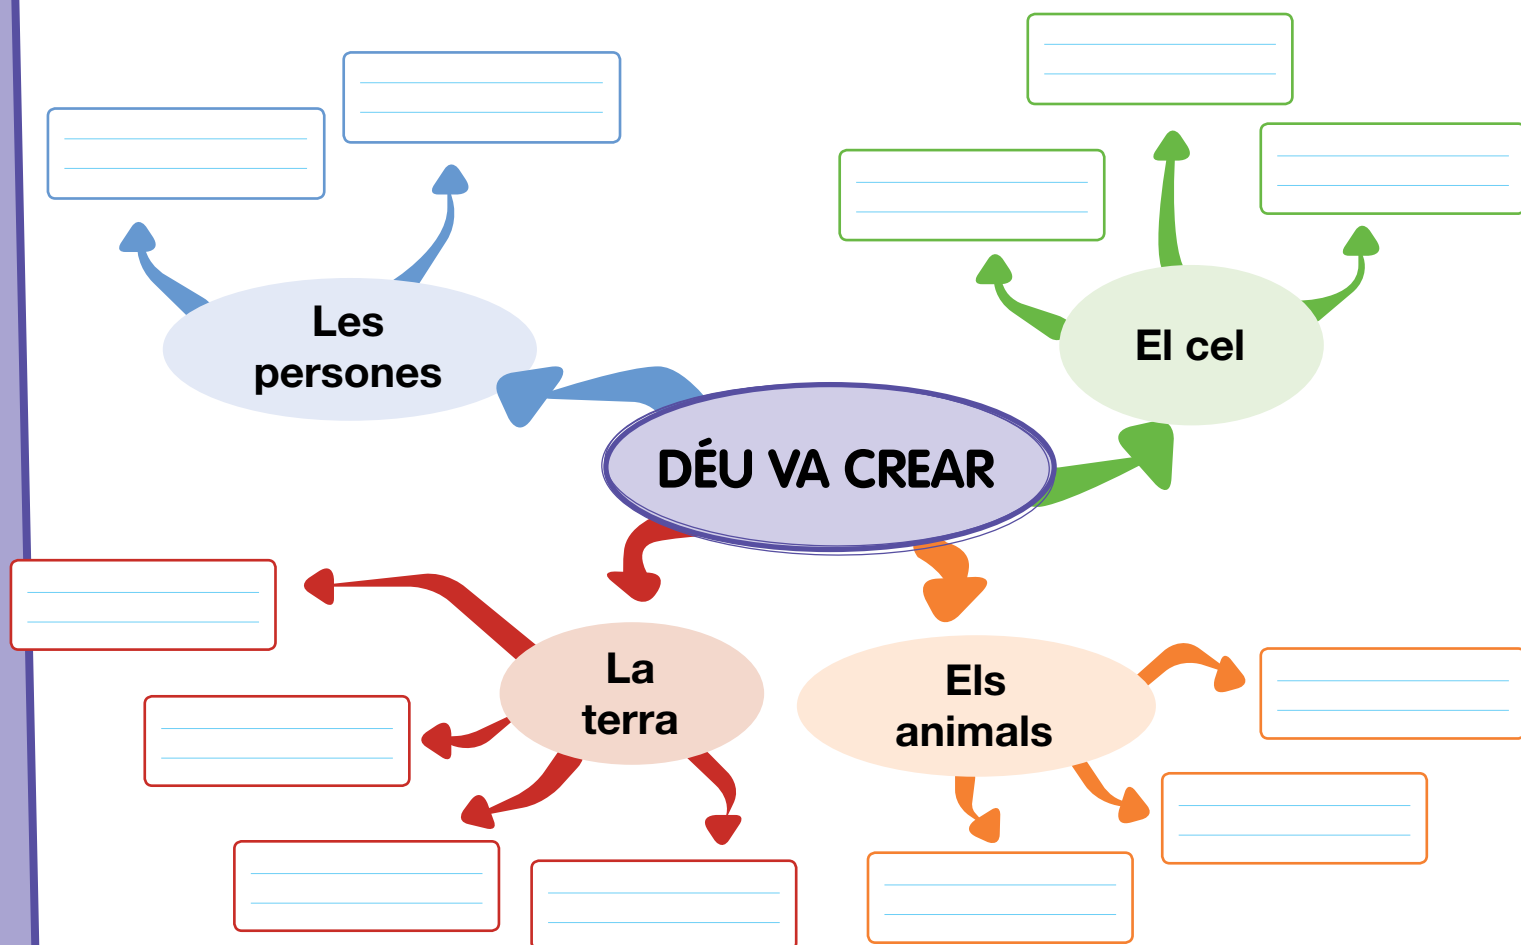 Les
persones
El cel
DÉU VA CREAR
La
terra
Els
animals